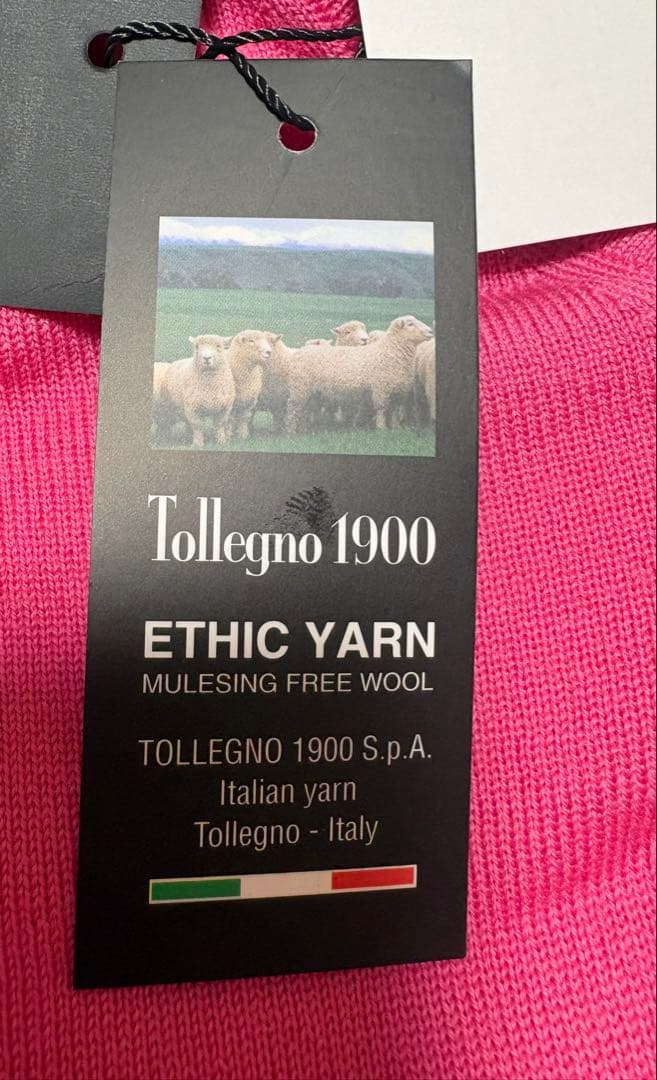 Tollegno 1900
ETHIC YARN
MULESING FREE WOOL
TOLLEGNO 1900 S.p.A.
Italian yarn
Tollegno - Italy